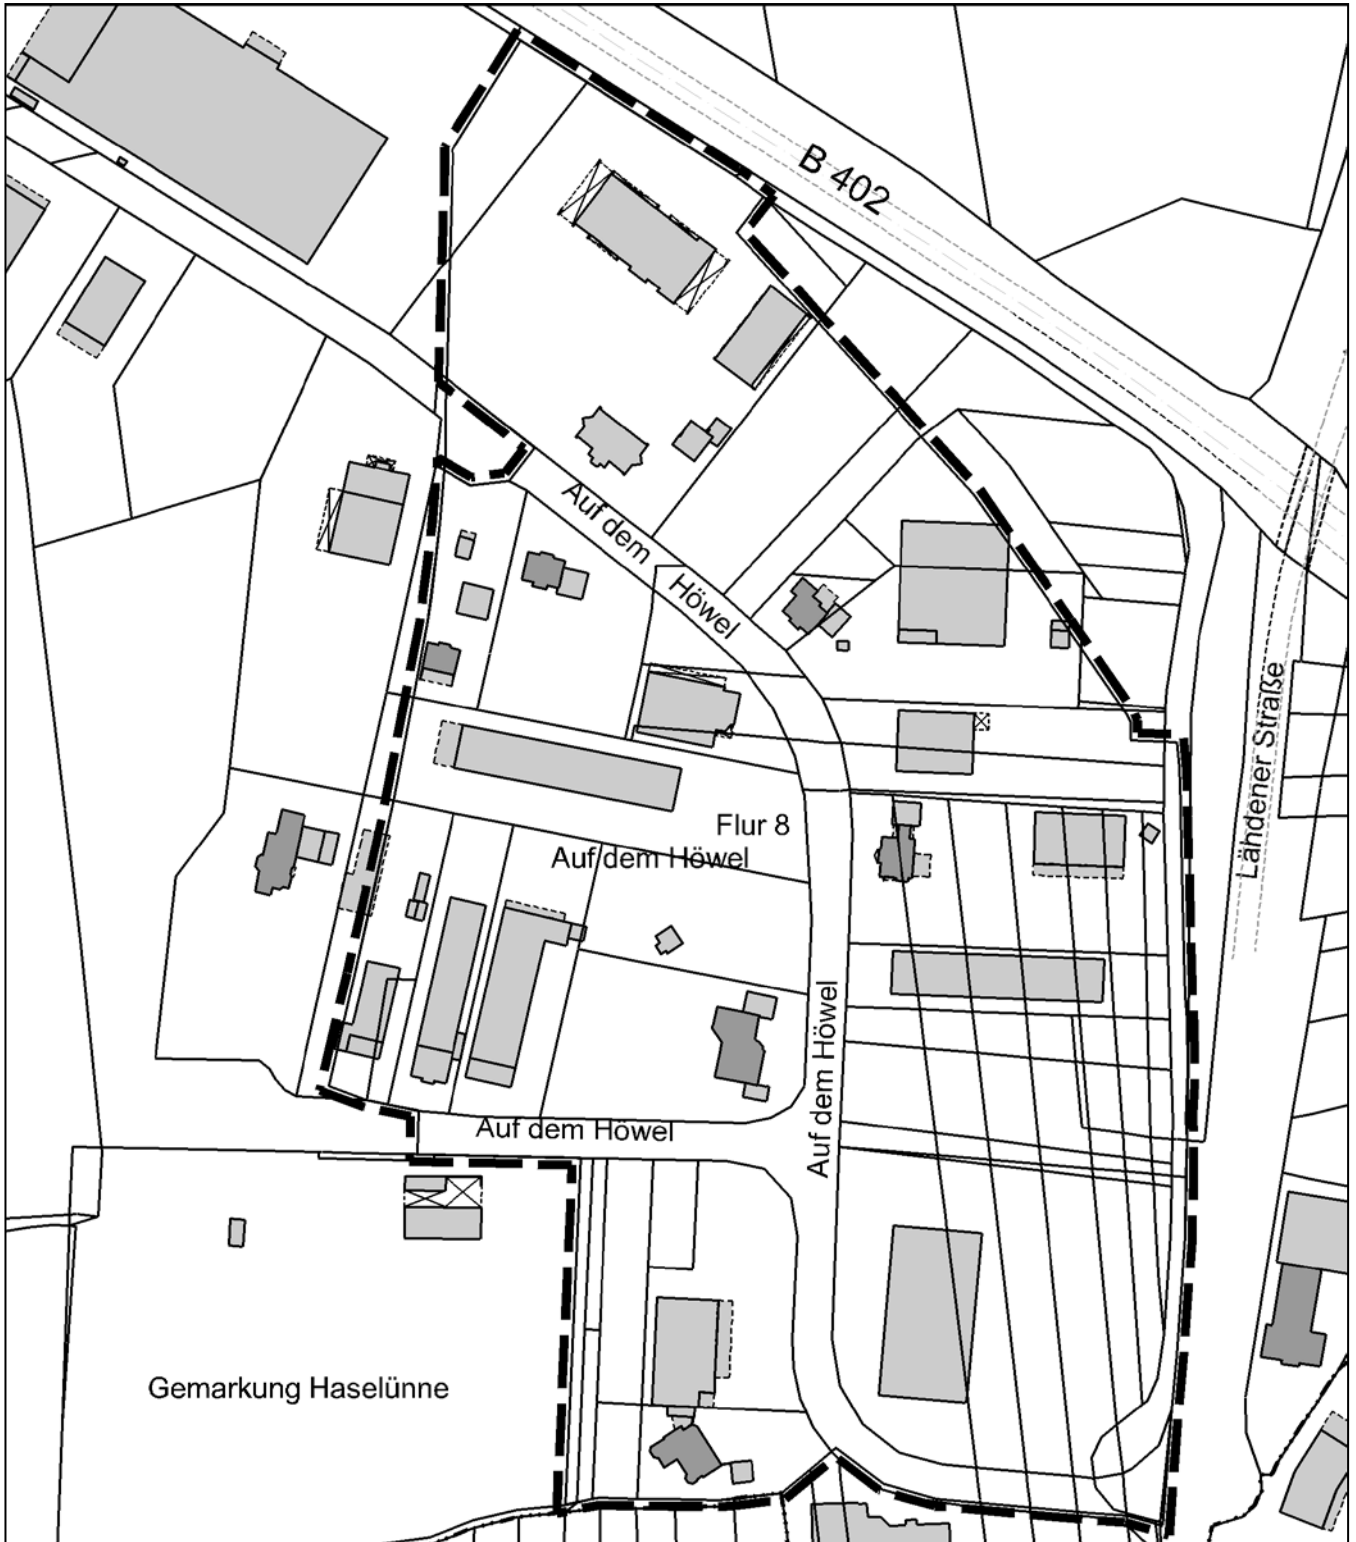 B 402
Auf dem
Höwel
Lähdener Straße
Flur 8
Auf dem Höwel
Auf dem Höwel
Auf dem Höwel
Gemarkung Haselünne